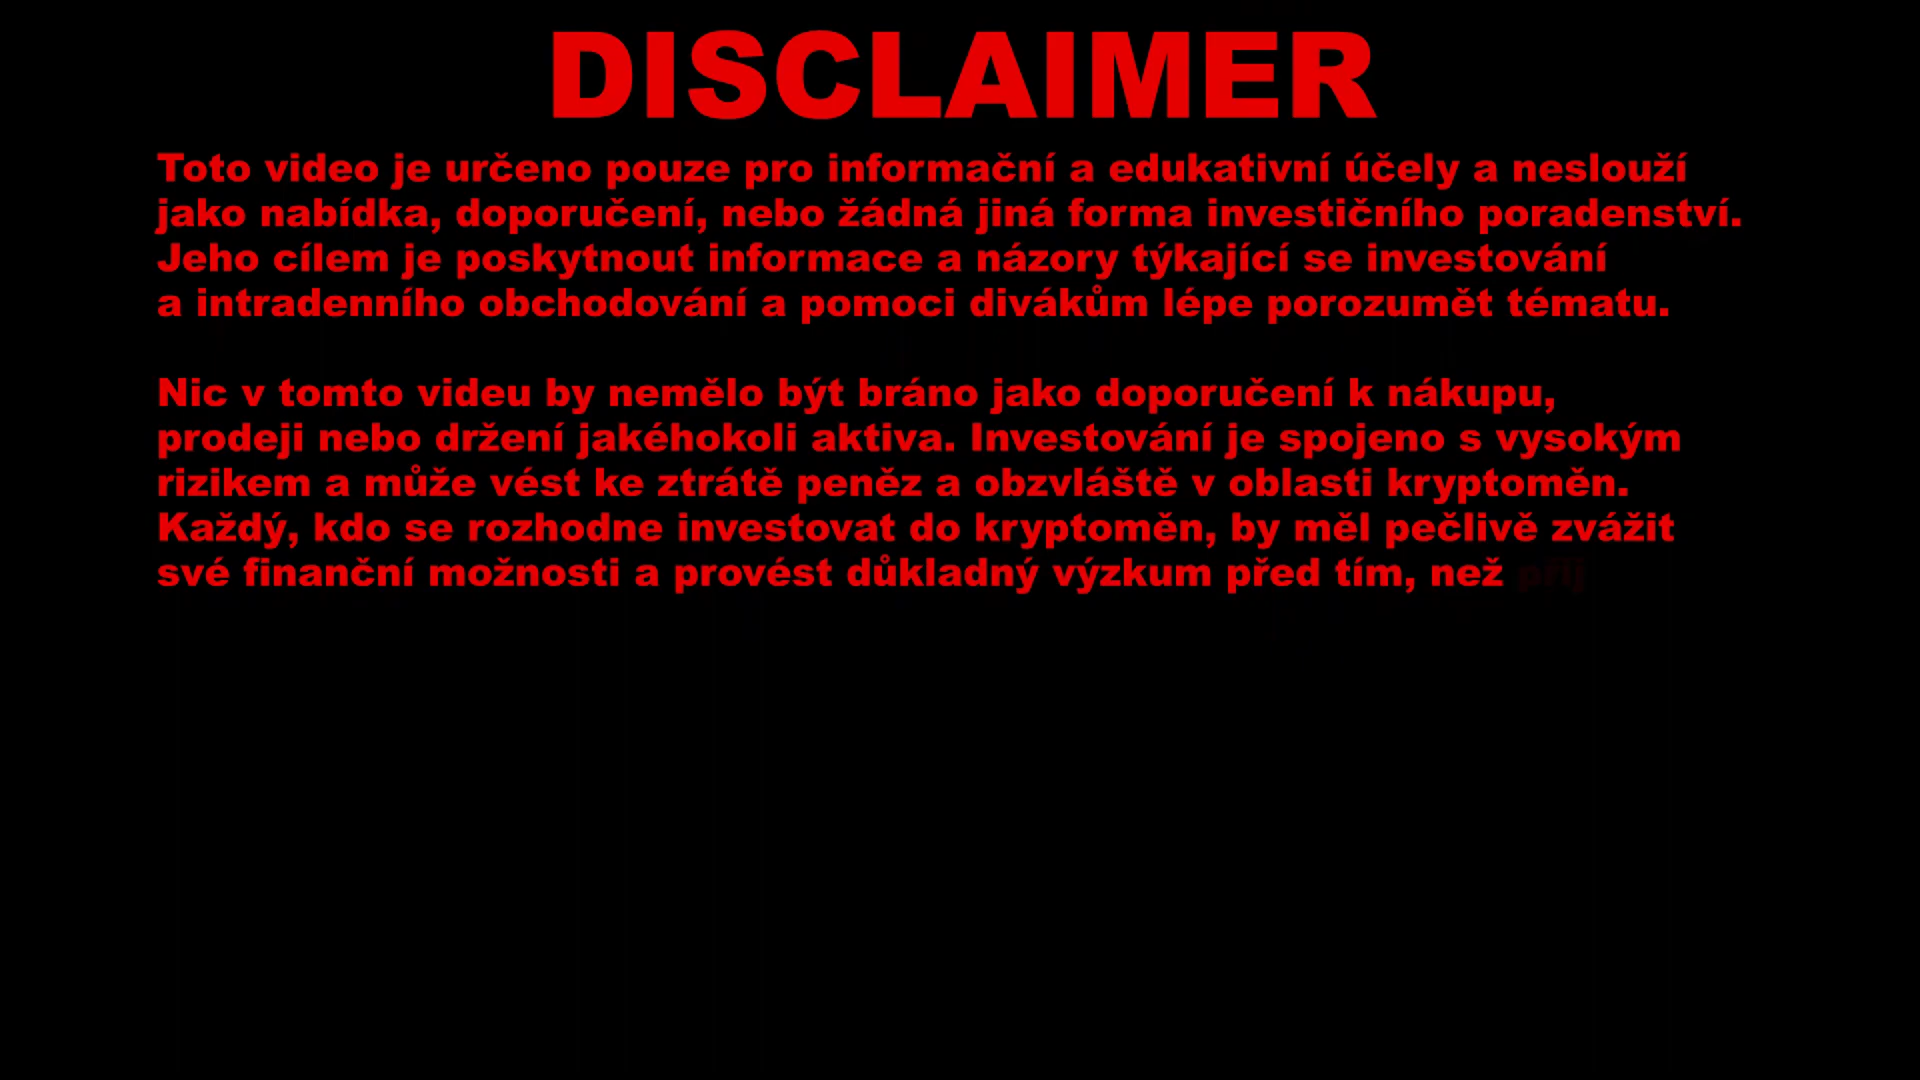 DISCLAIMER
Toto video je určeno pouze pro informační a edukativní účely a neslouží
jako nabídka, doporučení, nebo žádná jiná forma investičního poradenství.
Jeho cílem je poskytnout informace a názory týkající se investování
a intradenního obchodování a pomoci divákům lépe porozumět tématu.
Nic v tomto videu by nemělo být bráno jako doporučení k nákupu,
prodeji nebo držení jakéhokoli aktiva. Investování je spojeno s vysokým
rizikem a může vést ke ztrátě peněz a obzvláště v oblasti kryptoměn.
Každý, kdo se rozhodne investovat do kryptoměn, by měl pečlivě zvážit
své finanční možnosti a provést důkladný výzkum před tím, než